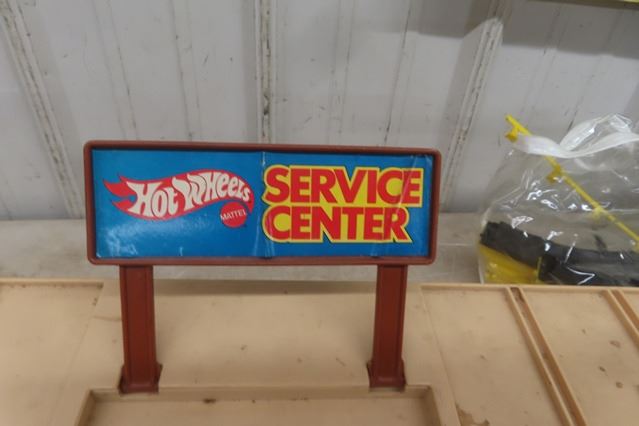 HOT WHEELS
MATTEL
SERVICE
CENTER